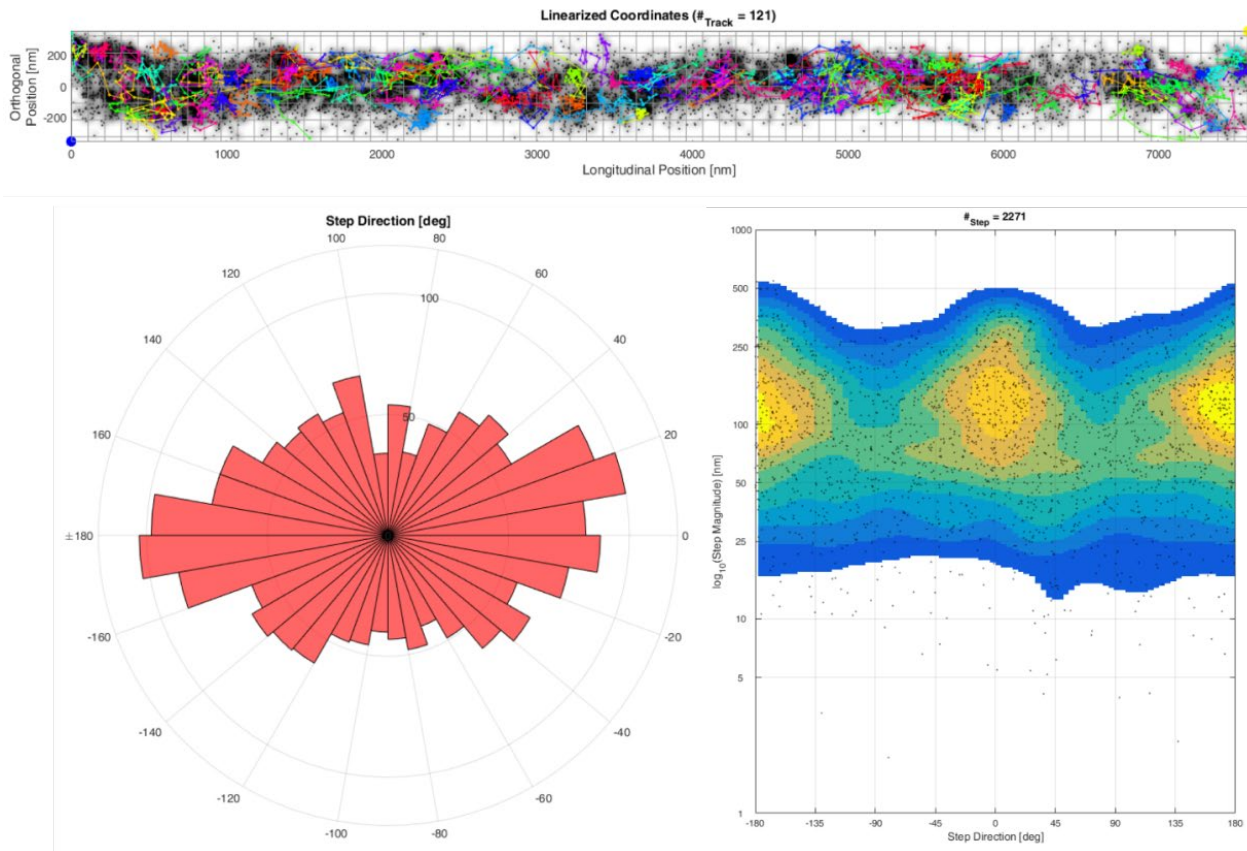 Linearized Coordinates (#Track = 121)
Orthogonal
Position [nm]
200
0
-200
0 1000 2000 3000 4000 5000 6000 7000
Longitudinal Position [nm]
Step Direction [deg]
100 80
120 60
100
140 40
50
160 20
±180 0
-160 -20
-140 -40
-120 -60
-100 -80
#Step = 2271
1000
500
250
100
50
25
10
5
1
log10(Step Magnitude) [nm]
-180 -135 -90 -45 0 45 90 135 180
Step Direction [deg]